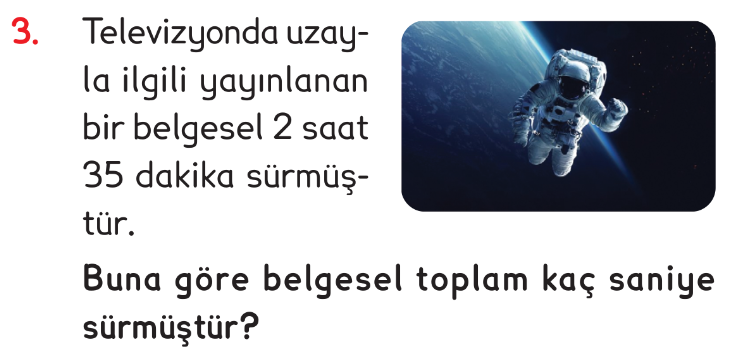 3. Televizyonda uzay-
la ilgili yayınlanan
bir belgesel 2 saat
35 dakika sürmüş-
tür.
Buna göre belgesel toplam kaç saniye
sürmüştür?